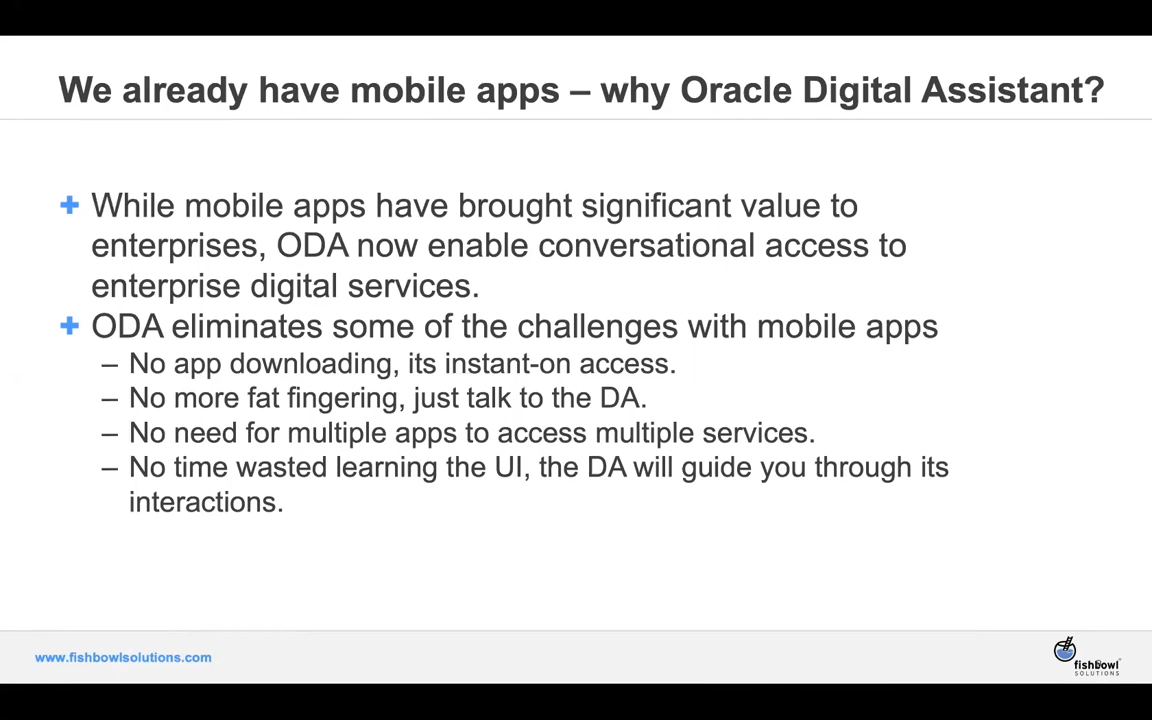 We already have mobile apps – why Oracle Digital Assistant?
+ While mobile apps have brought significant value to
enterprises, ODA now enable conversational access to
enterprise digital services.
+ ODA eliminates some of the challenges with mobile apps
– No app downloading, its instant-on access.
– No more fat fingering, just talk to the DA.
– No need for multiple apps to access multiple services.
– No time wasted learning the UI, the DA will guide you through its
interactions.
www.fishbowlsolutions.com
fishbowl
SOLUTIONS